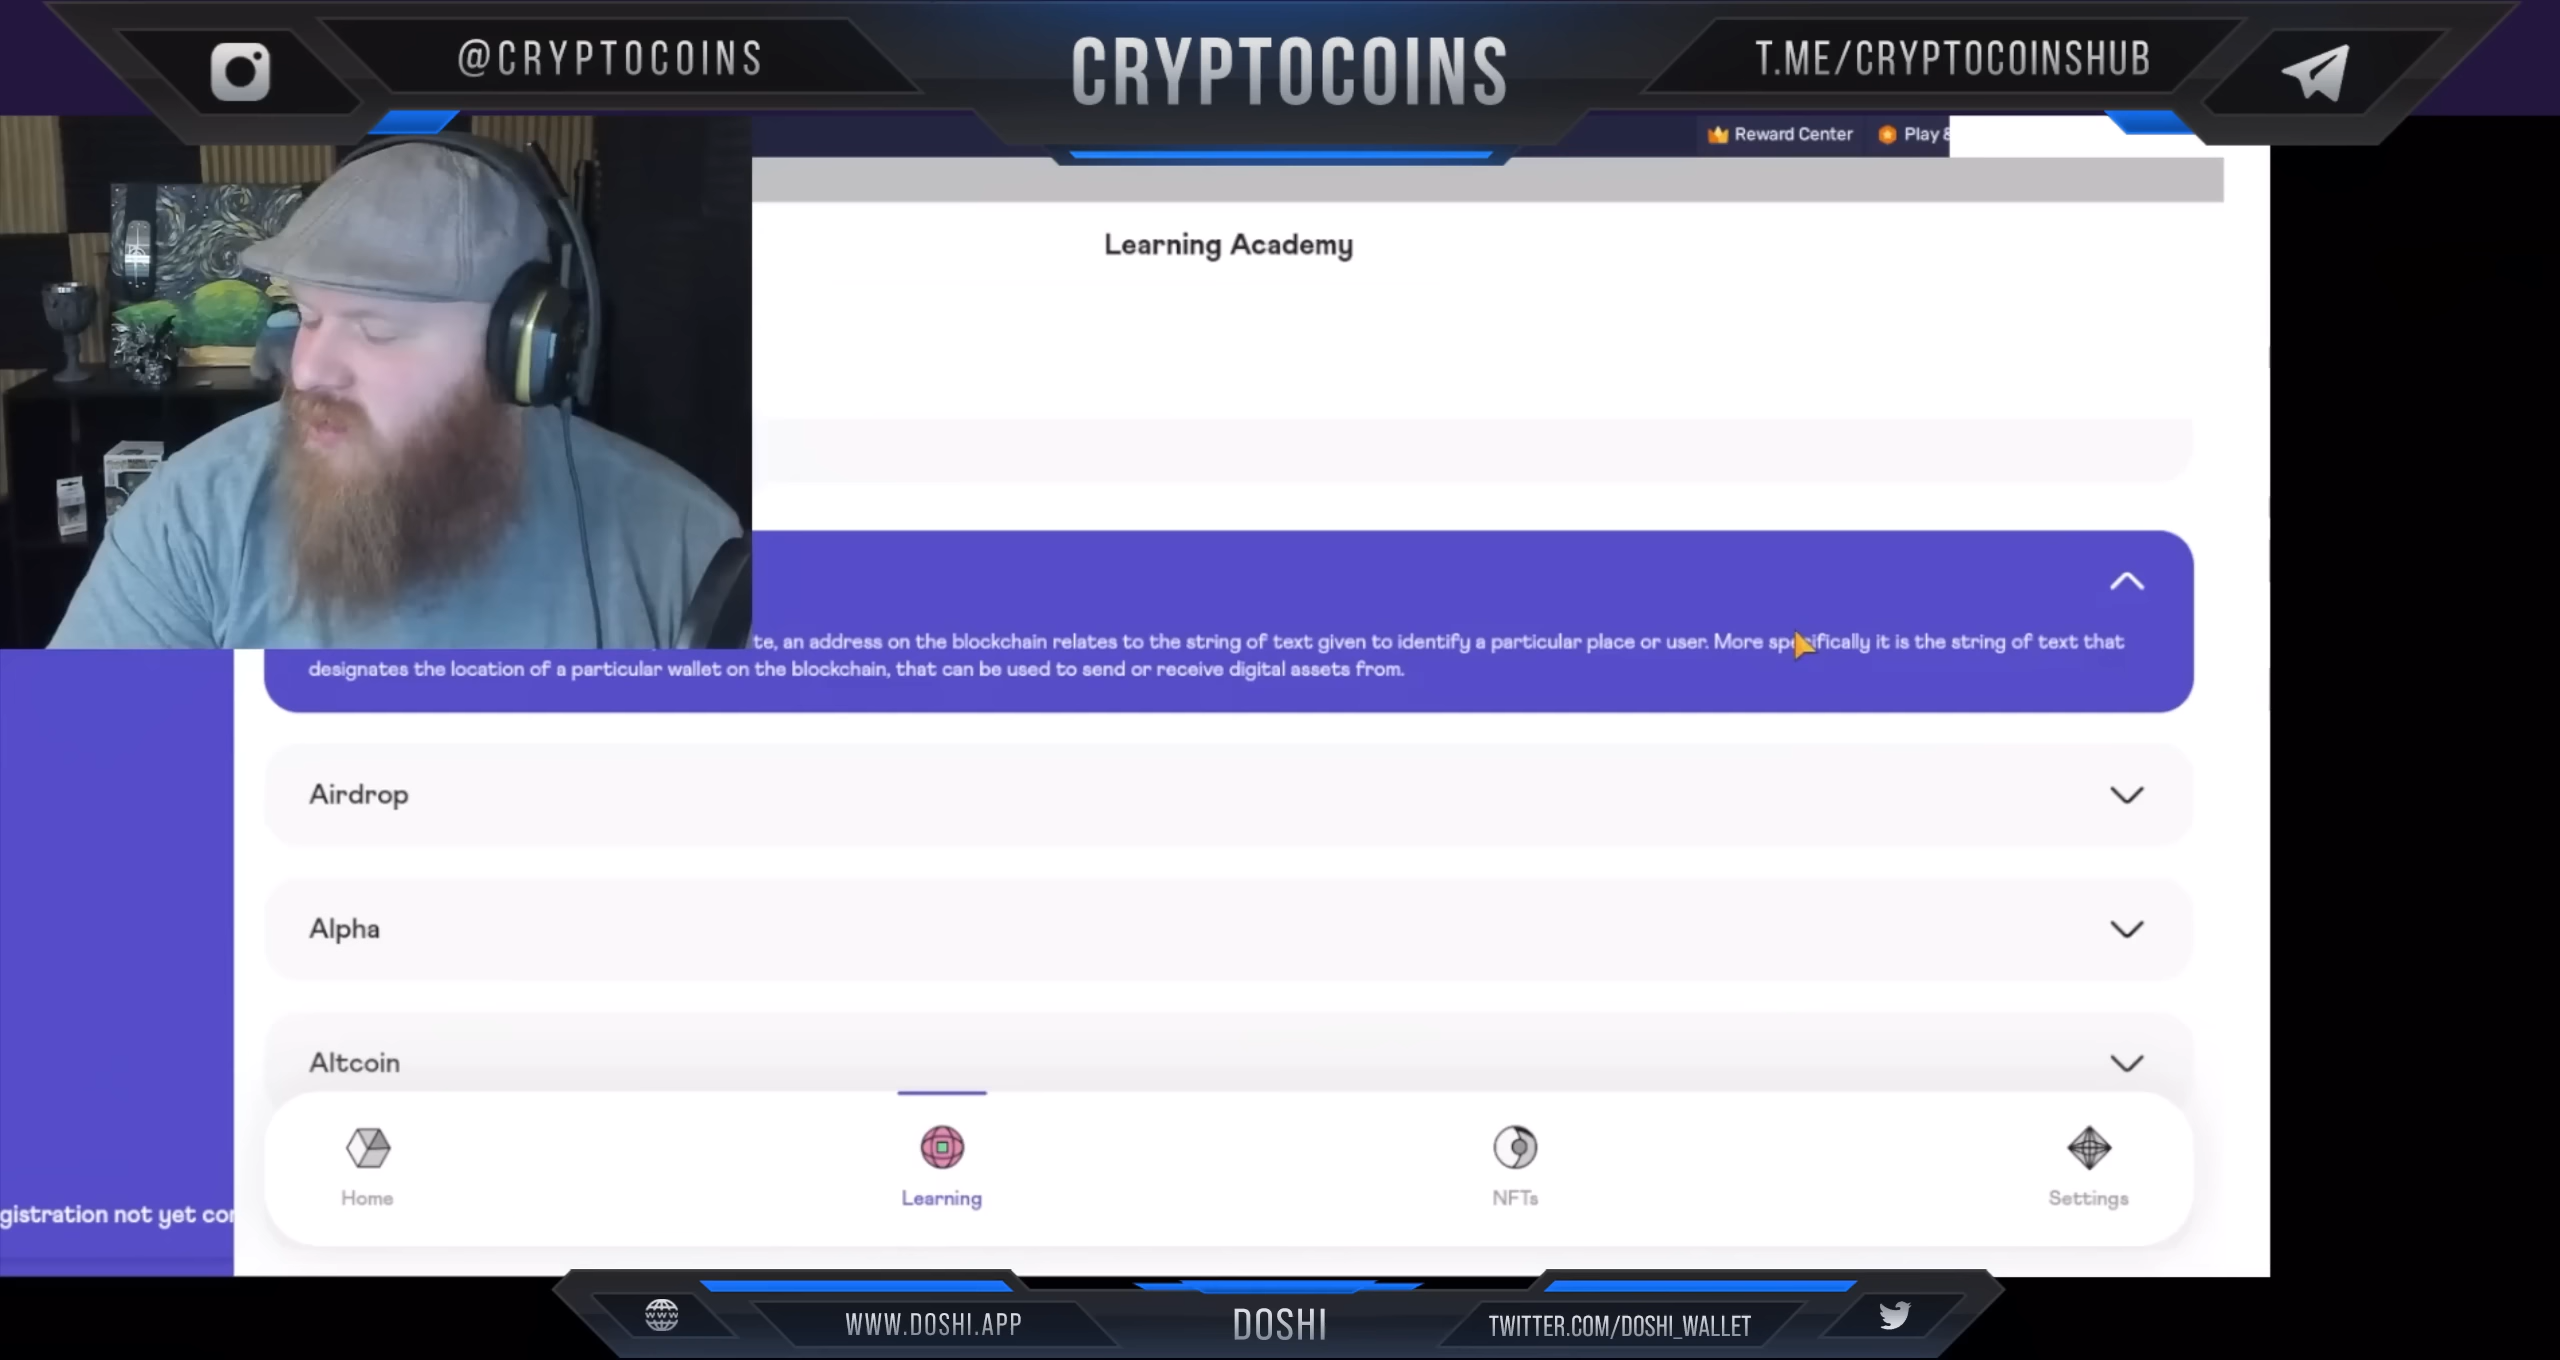 @CRYPTOCOINS
CRYPTOCOINS
T.ME/CRYPTOCOINSHUB
Reward Center
Play &
Learning Academy
te, an address on the blockchain relates to the string of text given to identify a particular place or user. More specifically it is the string of text that
designates the location of a particular wallet on the blockchain, that can be used to send or receive digital assets from.
Airdrop
Alpha
Altcoin
Home
Learning
NFTs
Settings
gistration not yet con
WWW
WWW.DOSHI.APP
DOSHI
TWITTER.COM/DOSHI_WALLET